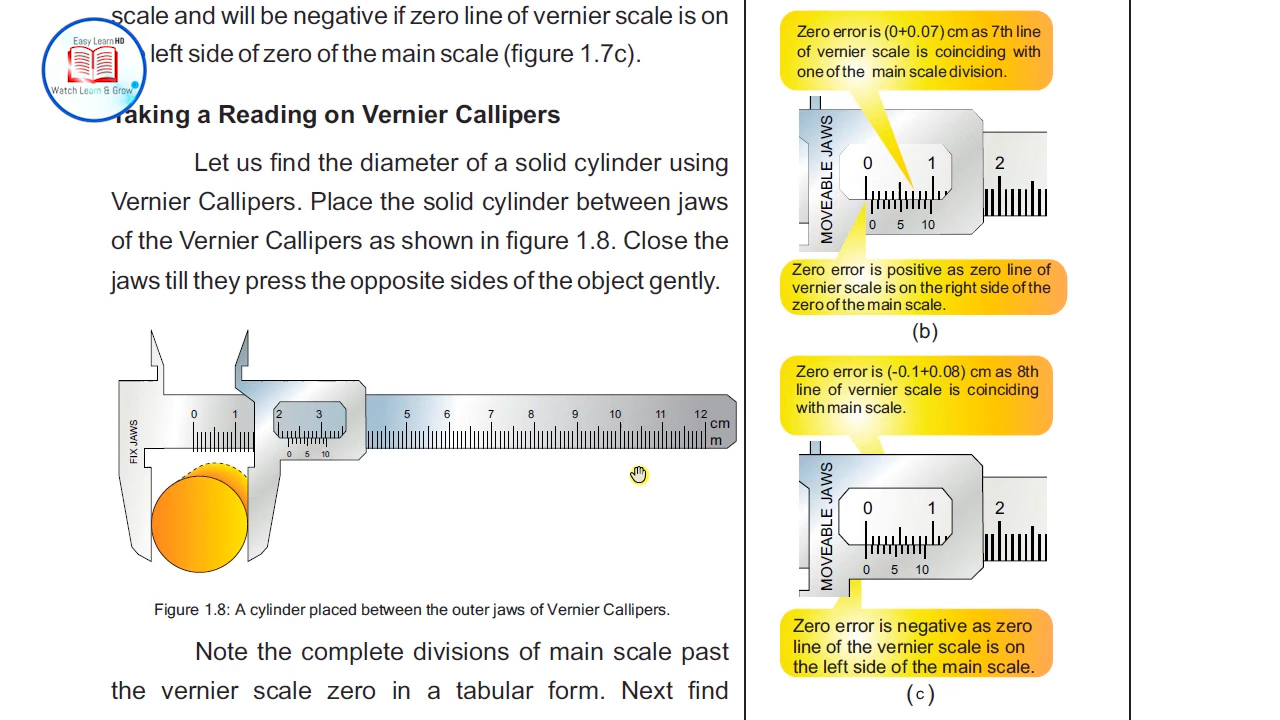 scale and will be negative if zero line of vernier scale is on
left side of zero of the main scale (figure 1.7c).
Easy Learn HD
Watch Learn & Grow
Taking a Reading on Vernier Callipers
Let us find the diameter of a solid cylinder using
Vernier Callipers. Place the solid cylinder between jaws
of the Vernier Callipers as shown in figure 1.8. Close the
jaws till they press the opposite sides of the object gently.
FIX JAWS
0 1 2 3 5 6 7 8 9 10 11 12
cm
m
0 5 10
Figure 1.8: A cylinder placed between the outer jaws of Vernier Callipers.
Note the complete divisions of main scale past
the vernier scale zero in a tabular form. Next find
Zero error is (0+0.07) cm as 7th line
of vernier scale is coinciding with
one of the main scale division.
MOVEABLE JAWS
0 1 2
0 5 10
Zero error is positive as zero line of
vernier scale is on the right side of the
zero of the main scale.
(b)
Zero error is (-0.1+0.08) cm as 8th
line of vernier scale is coinciding
with main scale.
MOVEABLE JAWS
0 1 2
0 5 10
Zero error is negative as zero
line of the vernier scale is on
the left side of the main scale.
(c)